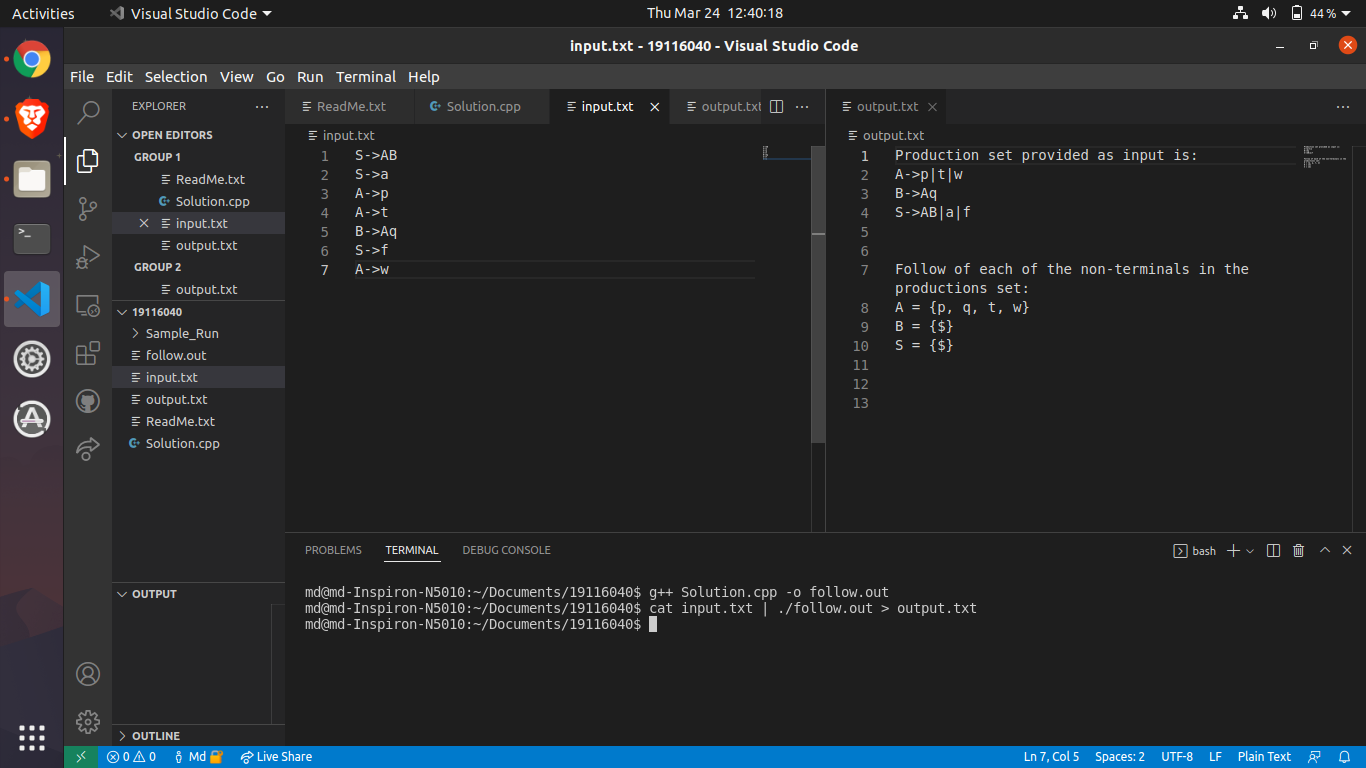 Activities
Visual Studio Code
Thu Mar 24 12:40:18
44 %
input.txt - 19116040 - Visual Studio Code
File Edit Selection View Go Run Terminal Help
EXPLORER
OPEN EDITORS
GROUP 1
ReadMe.txt
Solution.cpp
input.txt
output.txt
GROUP 2
output.txt
19116040
Sample_Run
follow.out
input.txt
output.txt
ReadMe.txt
Solution.cpp
OUTPUT
OUTLINE
ReadMe.txt
Solution.cpp
input.txt
output.txt
input.txt
1 S->AB
2 S->a
3 A->p
4 A->t
5 B->Aq
6 S->f
7 A->w
output.txt
output.txt
1 Production set provided as input is:
2 A->p|t|w
3 B->Aq
4 S->AB|a|f
5
6
7 Follow of each of the non-terminals in the
productions set:
8 A = {p, q, t, w}
9 B = {$}
10 S = {$}
11
12
13
PROBLEMS TERMINAL DEBUG CONSOLE
bash
md@md-Inspiron-N5010:~/Documents/19116040$ g++ Solution.cpp -o follow.out
md@md-Inspiron-N5010:~/Documents/19116040$ cat input.txt | ./follow.out > output.txt
md@md-Inspiron-N5010:~/Documents/19116040$
0 0 Md Live Share
Ln 7, Col 5 Spaces: 2 UTF-8 LF Plain Text